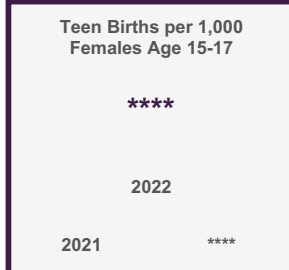 Teen Births per 1,000
Females Age 15-17
****
2022
2021 ****